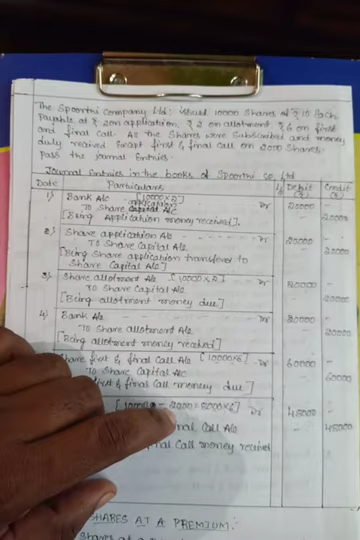 The Spoorthi Company Ltd: issued 10000 Shares of ₹10 Each
Payable at ₹ 2 on application, ₹ 2 on allotment ₹ 6 on first
and final call. All the Shares were Subscribed and money
duly received Except first & final call on 2000 Shares.
Pass the Journal Entries.
Journal Entries in the books of Spoorthi co. Ltd
Date Particulars Debit (₹) Credit (₹)
1) Bank A/c [10000×2] Dr 20000
application
To Share Capital A/c - 20000
[Being Application money received].
2) Share application A/c Dr 20000
To Share Capital A/c - 20000
[Being Share application transfer to
Share Capital A/c]
3) Share allotment A/c [10000×2] Dr 20000
To Share Capital A/c - 20000
[Being allotment money due]
4) Bank A/c Dr 20000
To Share allotment A/c - 20000
[Being allotment money received]
Share first & final Call A/c [10000×6] Dr 60000
To Share Capital A/c - 60000
first & final Call money due]
2000 = 8000×6] Dr 48000
Call A/c - 48000
Call money received
SHARES AT A PREMIUM: